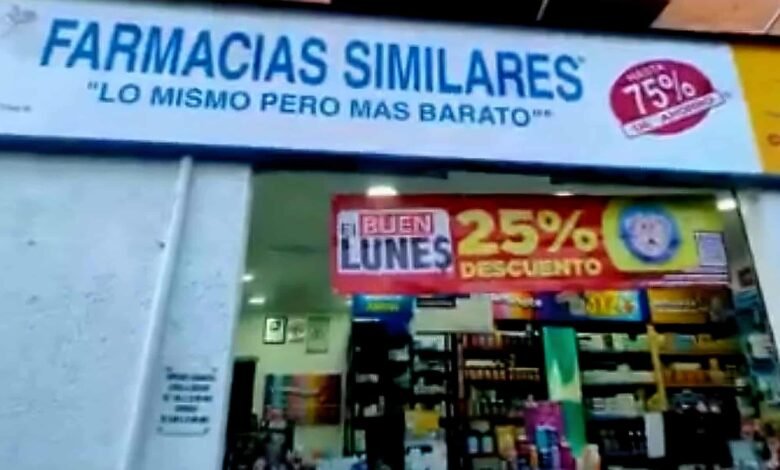 FARMACIAS SIMILARES
"LO MISMO PERO MAS BARATO"
HASTA
75%
DE AHORRO
El BUEN
LUNES
25%
DESCUENTO